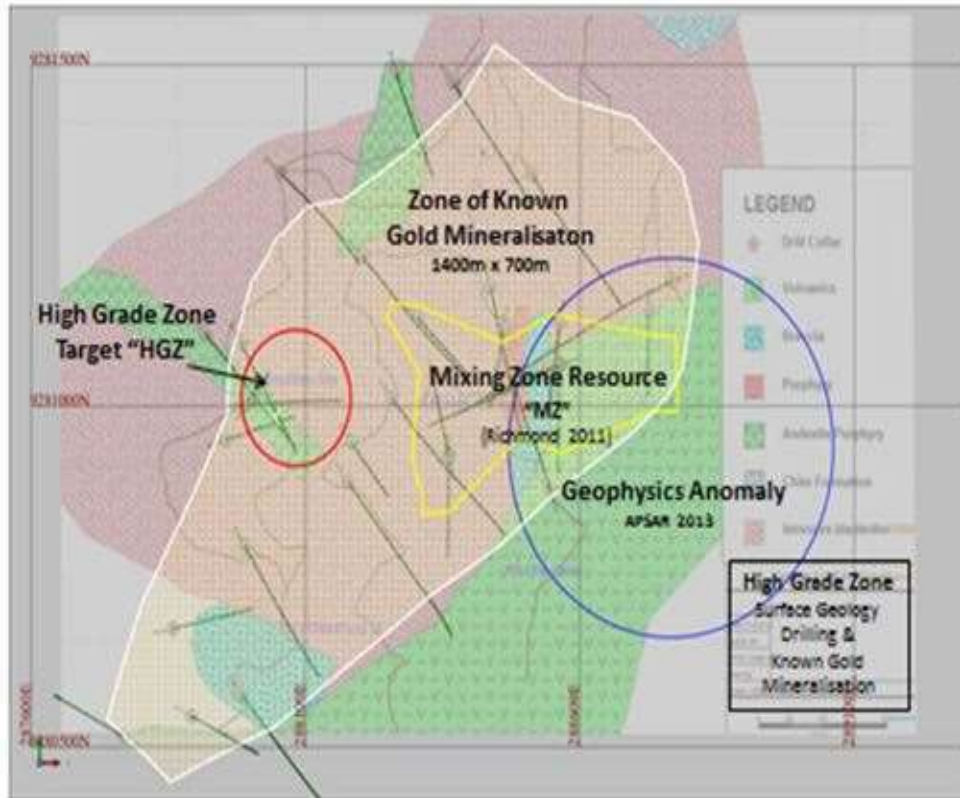 9281500N
Zone of Known
Gold Mineralisaton
1400m x 700m
LEGEND
Drill Collar
Volcanics
High Grade Zone
Target "HGZ"
Breccia
Mixing Zone Resource
"MZ"
(Richmond 2011)
Porphyry
9281000N
Andesite Porphyry
Geophysics Anomaly
APSAR 2013
High Grade Zone
Surface Geology
Drilling &
Known Gold
Mineralisation